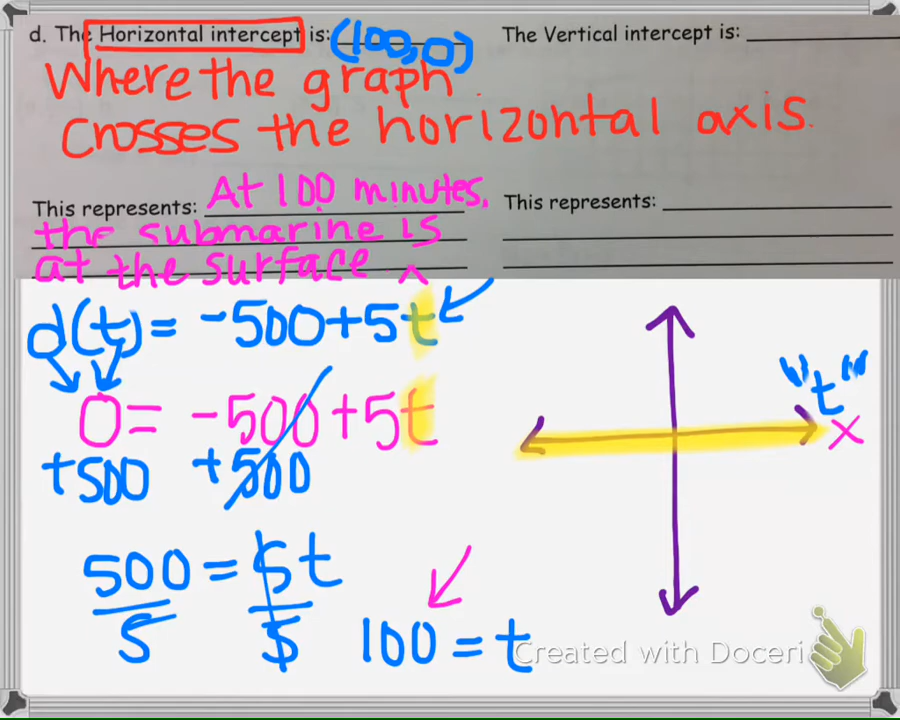 d. The Horizontal intercept is: (100,0)
The Vertical intercept is:
Where the graph
crosses the horizontal axis.
This represents: At 100 minutes,
the submarine is
at the surface
This represents:
d(t) = -500+5t
0 = -500+5t
+500 +500
500 = 5t
5 5
100 = t
"t"
x
Created with Doceri